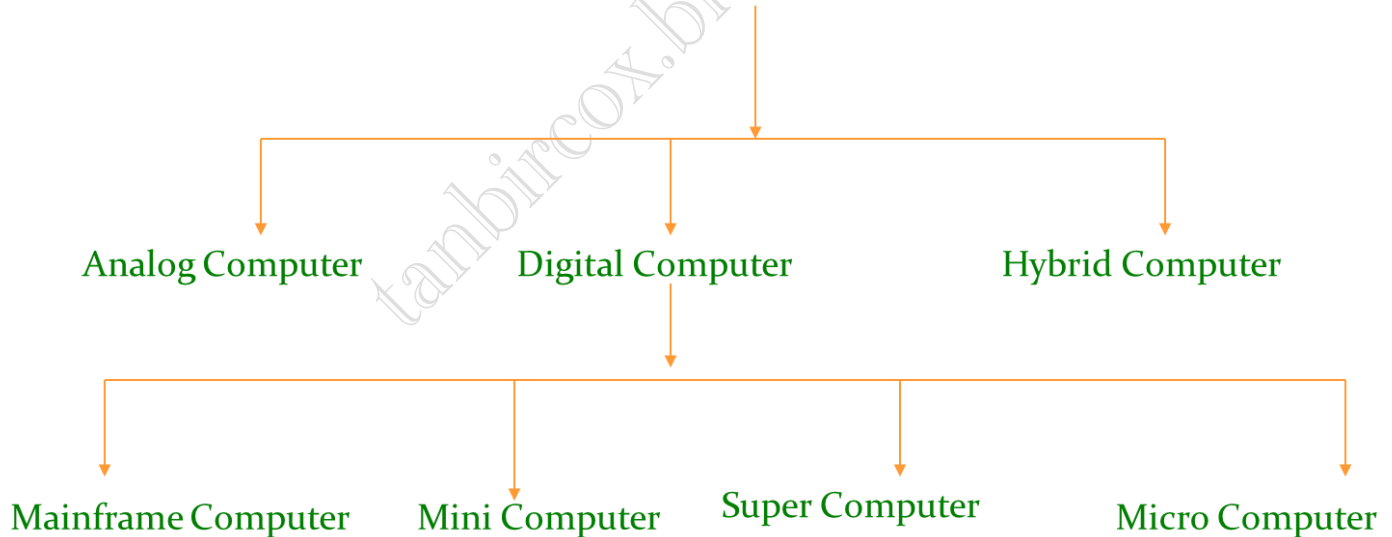 Analog Computer
Digital Computer
Hybrid Computer
Mainframe Computer
Mini Computer
Super Computer
Micro Computer